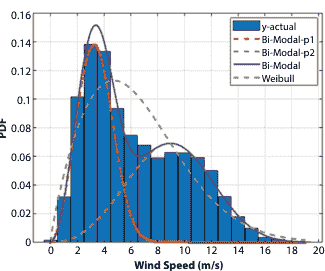 0.16
0.14
0.12
0.1
0.08
0.06
0.04
0.02
0
PDF
y-actual
Bi-Modal-p1
Bi-Modal-p2
Bi-Modal
Weibull
0 2 4 6 8 10 12 14 16 18 20
Wind Speed (m/s)